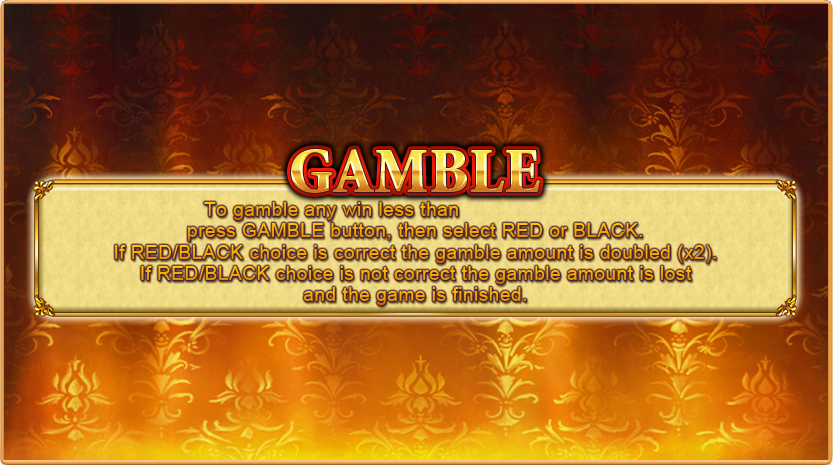 GAMBLE
To gamble any win less than
press GAMBLE button, then select RED or BLACK.
If RED/BLACK choice is correct the gamble amount is doubled (x2).
If RED/BLACK choice is not correct the gamble amount is lost
and the game is finished.